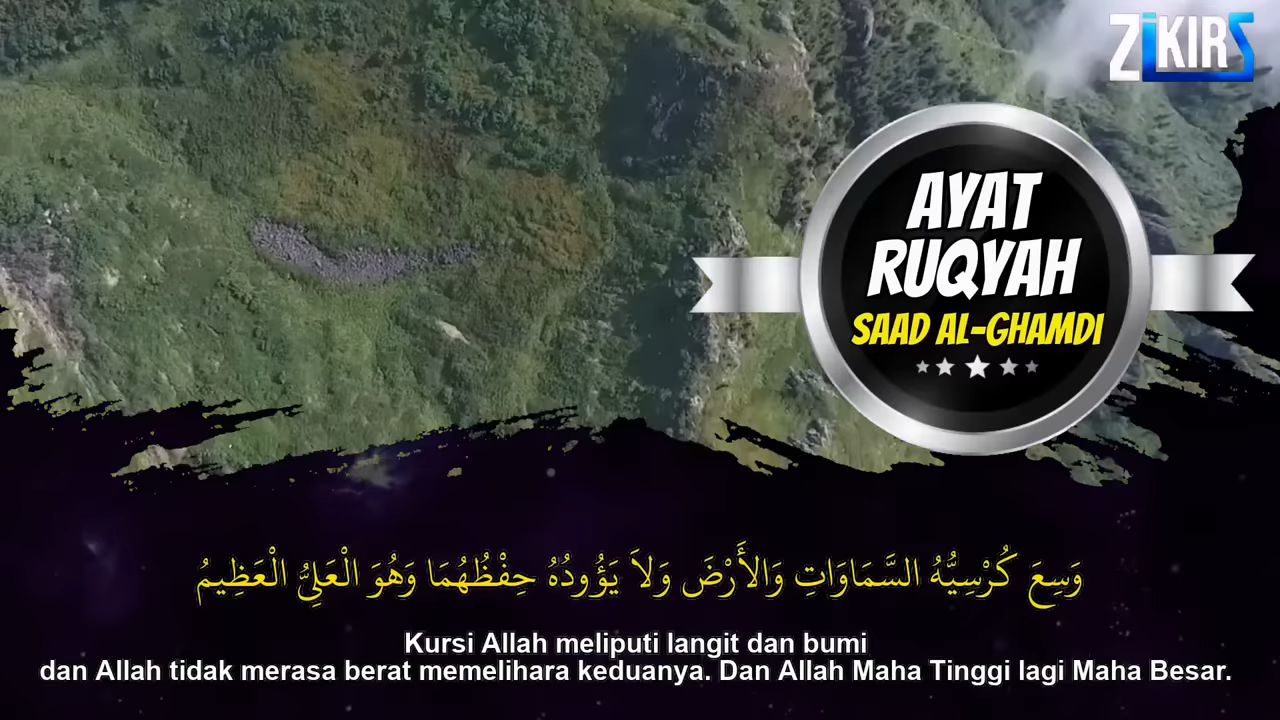 ZIKIRS
AYAT
RUQYAH
SAAD AL-GHAMDI
وَسِعَ كُرْسِيُّهُ السَّمَاوَاتِ وَالأَرْضَ وَلاَ يَؤُودُهُ حِفْظُهُمَا وَهُوَ الْعَلِيُّ الْعَظِيمُ
Kursi Allah meliputi langit dan bumi
dan Allah tidak merasa berat memelihara keduanya. Dan Allah Maha Tinggi lagi Maha Besar.